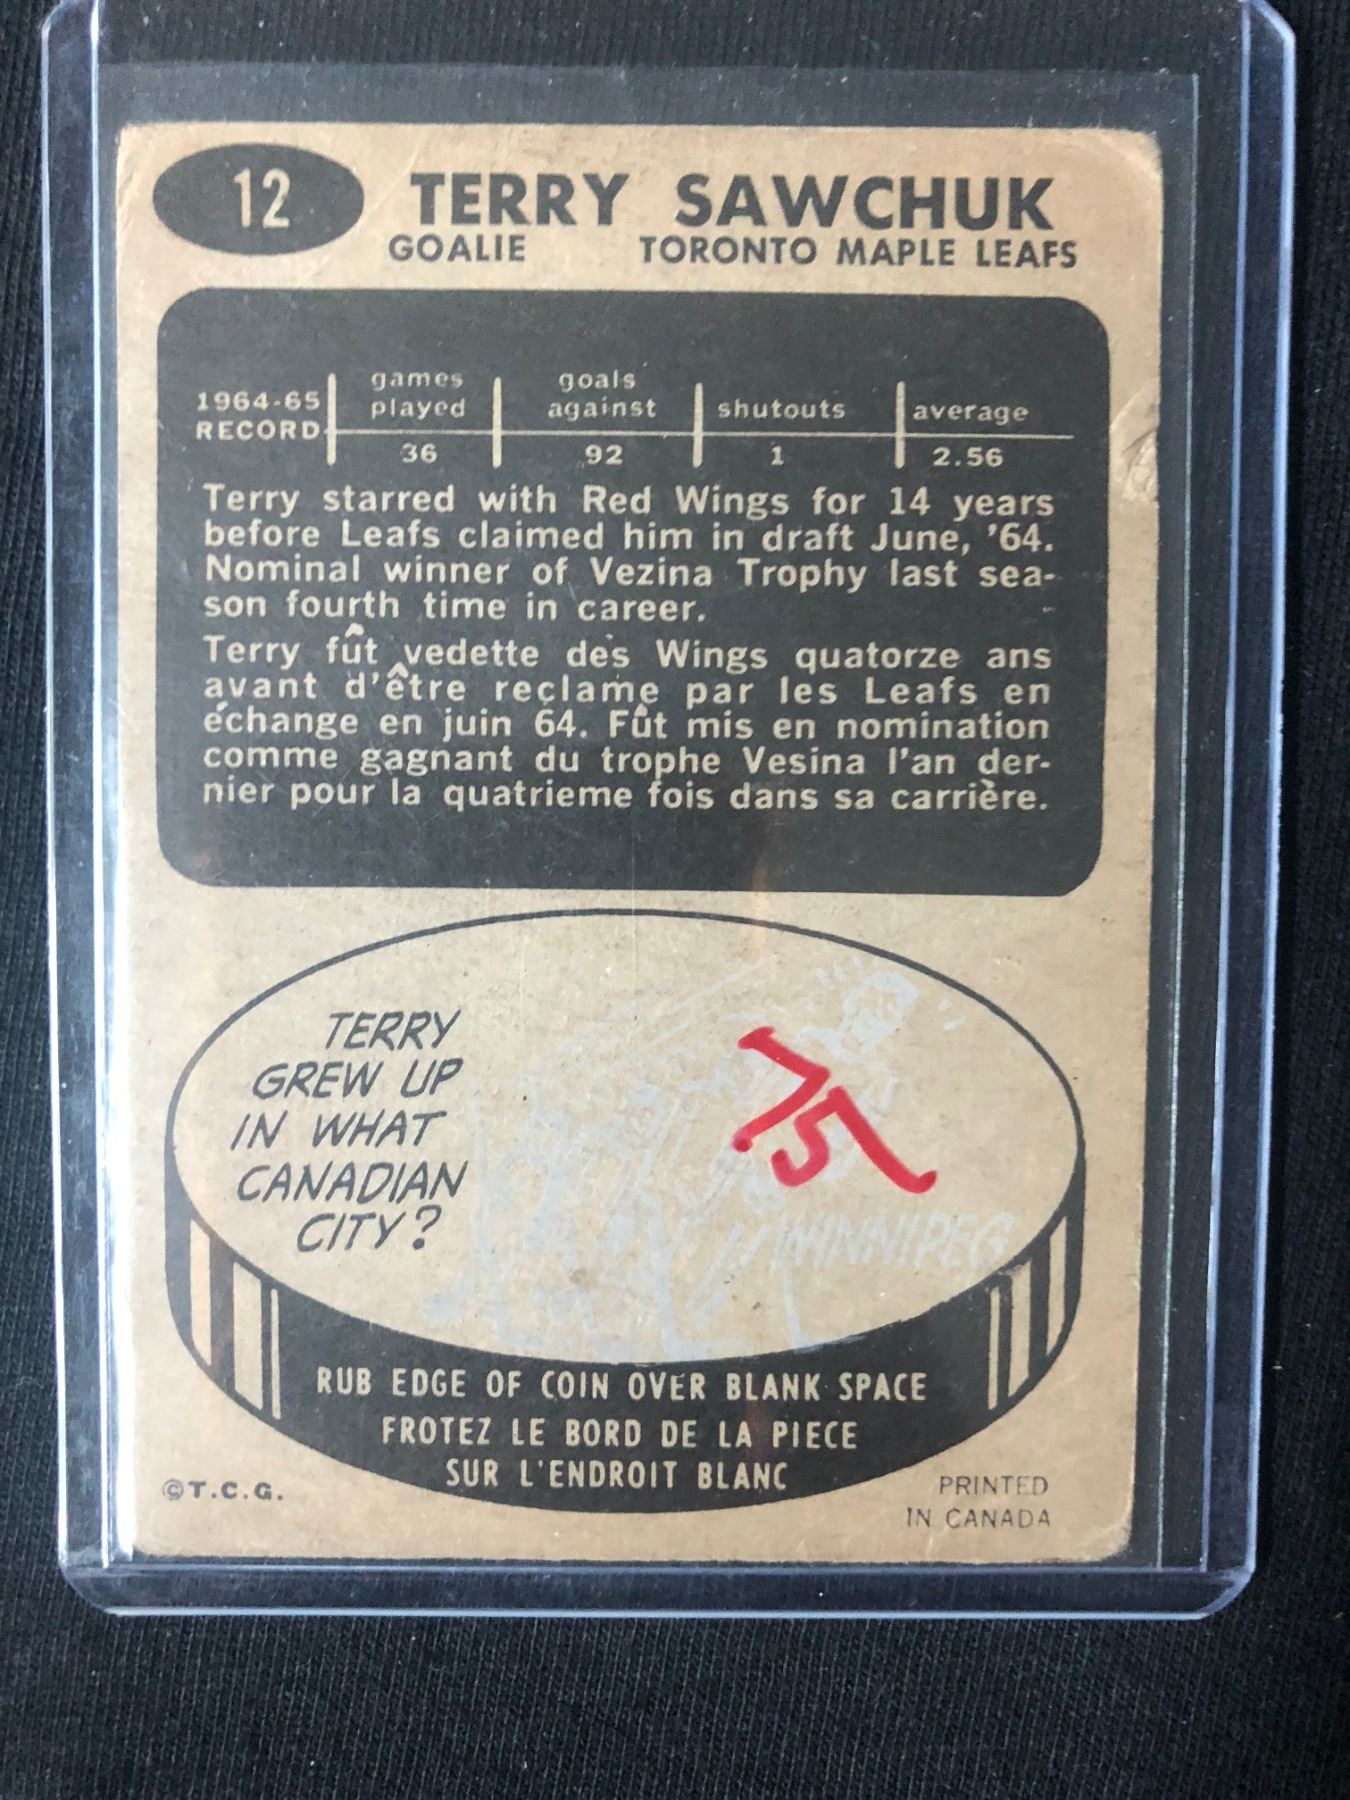 12
TERRY SAWCHUK
GOALIE TORONTO MAPLE LEAFS
1964-65 RECORD games played goals against shutouts average
36 92 1 2.56
Terry starred with Red Wings for 14 years
before Leafs claimed him in draft June, '64.
Nominal winner of Vezina Trophy last sea-
son fourth time in career.
Terry fût vedette des Wings quatorze ans
avant d'être reclamę par les Leafs en
échange en juin 64. Fût mis en nomination
comme gagnant du trophe Vesina l'an der-
nier pour la quatrieme fois dans sa carrière.
TERRY
GREW UP
IN WHAT
CANADIAN
CITY?
75
WINNIPEG
RUB EDGE OF COIN OVER BLANK SPACE
FROTEZ LE BORD DE LA PIECE
SUR L'ENDROIT BLANC
©T.C.G.
PRINTED
IN CANADA